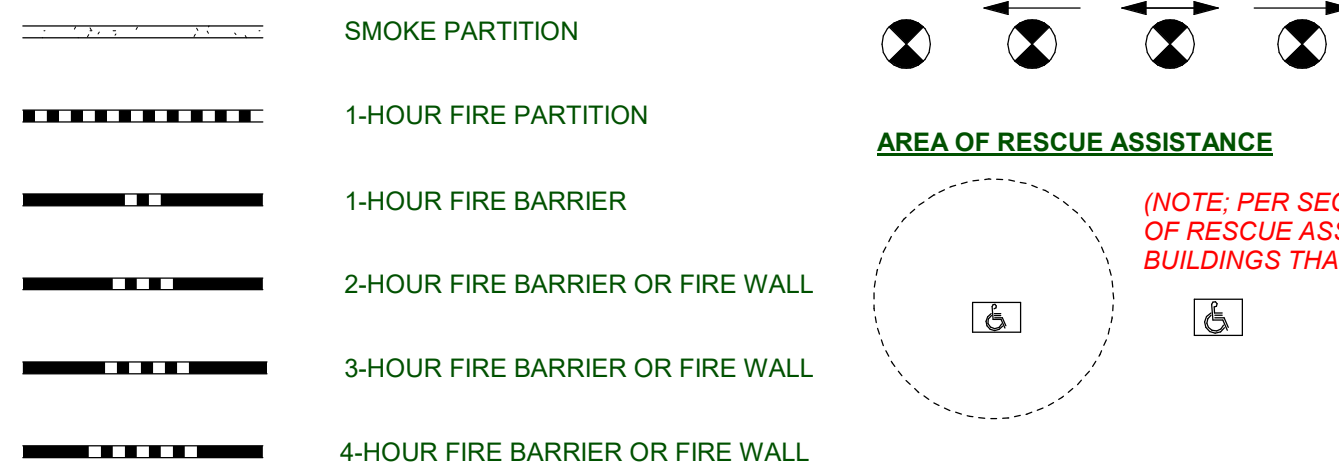 SMOKE PARTITION
1-HOUR FIRE PARTITION
1-HOUR FIRE BARRIER
2-HOUR FIRE BARRIER OR FIRE WALL
3-HOUR FIRE BARRIER OR FIRE WALL
4-HOUR FIRE BARRIER OR FIRE WALL
AREA OF RESCUE ASSISTANCE
(NOTE; PER
OF RESCUE
BUILDINGS